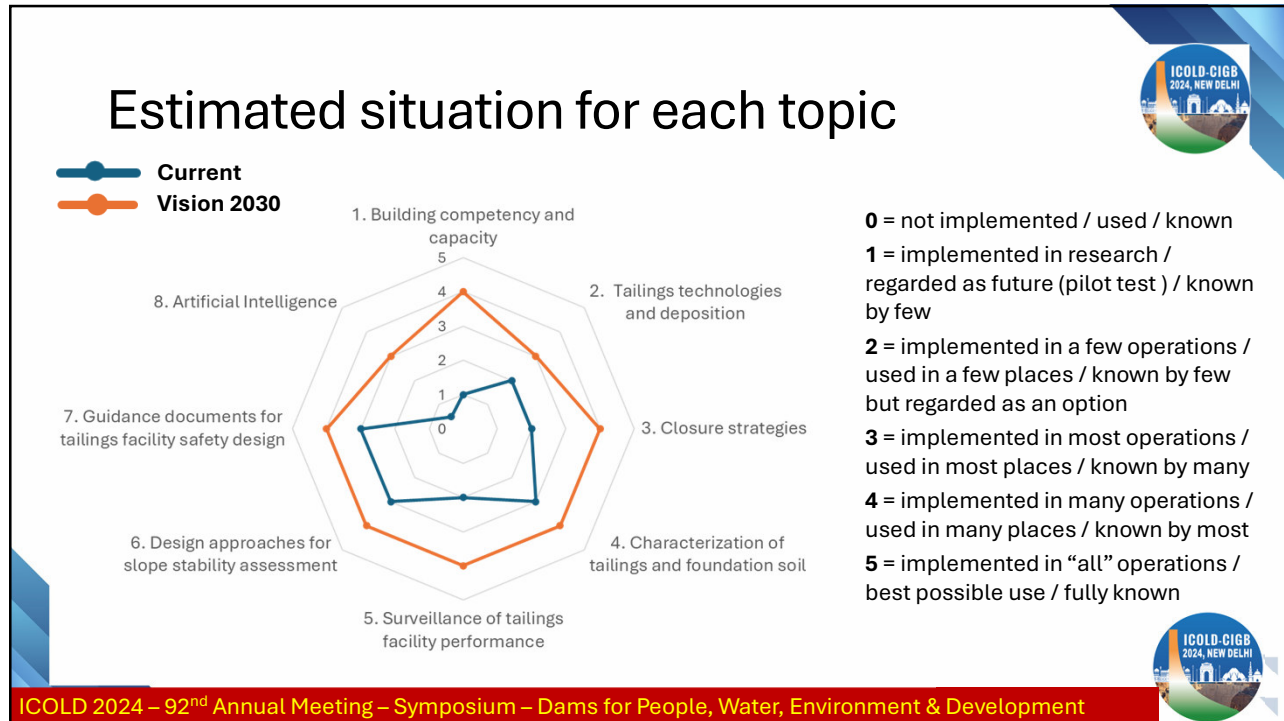 ICOLD-CIGB
2024, NEW DELHI
Estimated situation for each topic
Current
Vision 2030
1. Building competency and
capacity
5
4
3
2
1
0
2. Tailings technologies
and deposition
3. Closure strategies
4. Characterization of
tailings and foundation soil
5. Surveillance of tailings
facility performance
6. Design approaches for
slope stability assessment
7. Guidance documents for
tailings facility safety design
8. Artificial Intelligence
0 = not implemented / used / known
1 = implemented in research /
regarded as future (pilot test ) / known
by few
2 = implemented in a few operations /
used in a few places / known by few
but regarded as an option
3 = implemented in most operations /
used in most places / known by many
4 = implemented in many operations /
used in many places / known by most
5 = implemented in “all” operations /
best possible use / fully known
ICOLD-CIGB
2024, NEW DELHI
ICOLD 2024 – 92nd Annual Meeting – Symposium – Dams for People, Water, Environment & Development